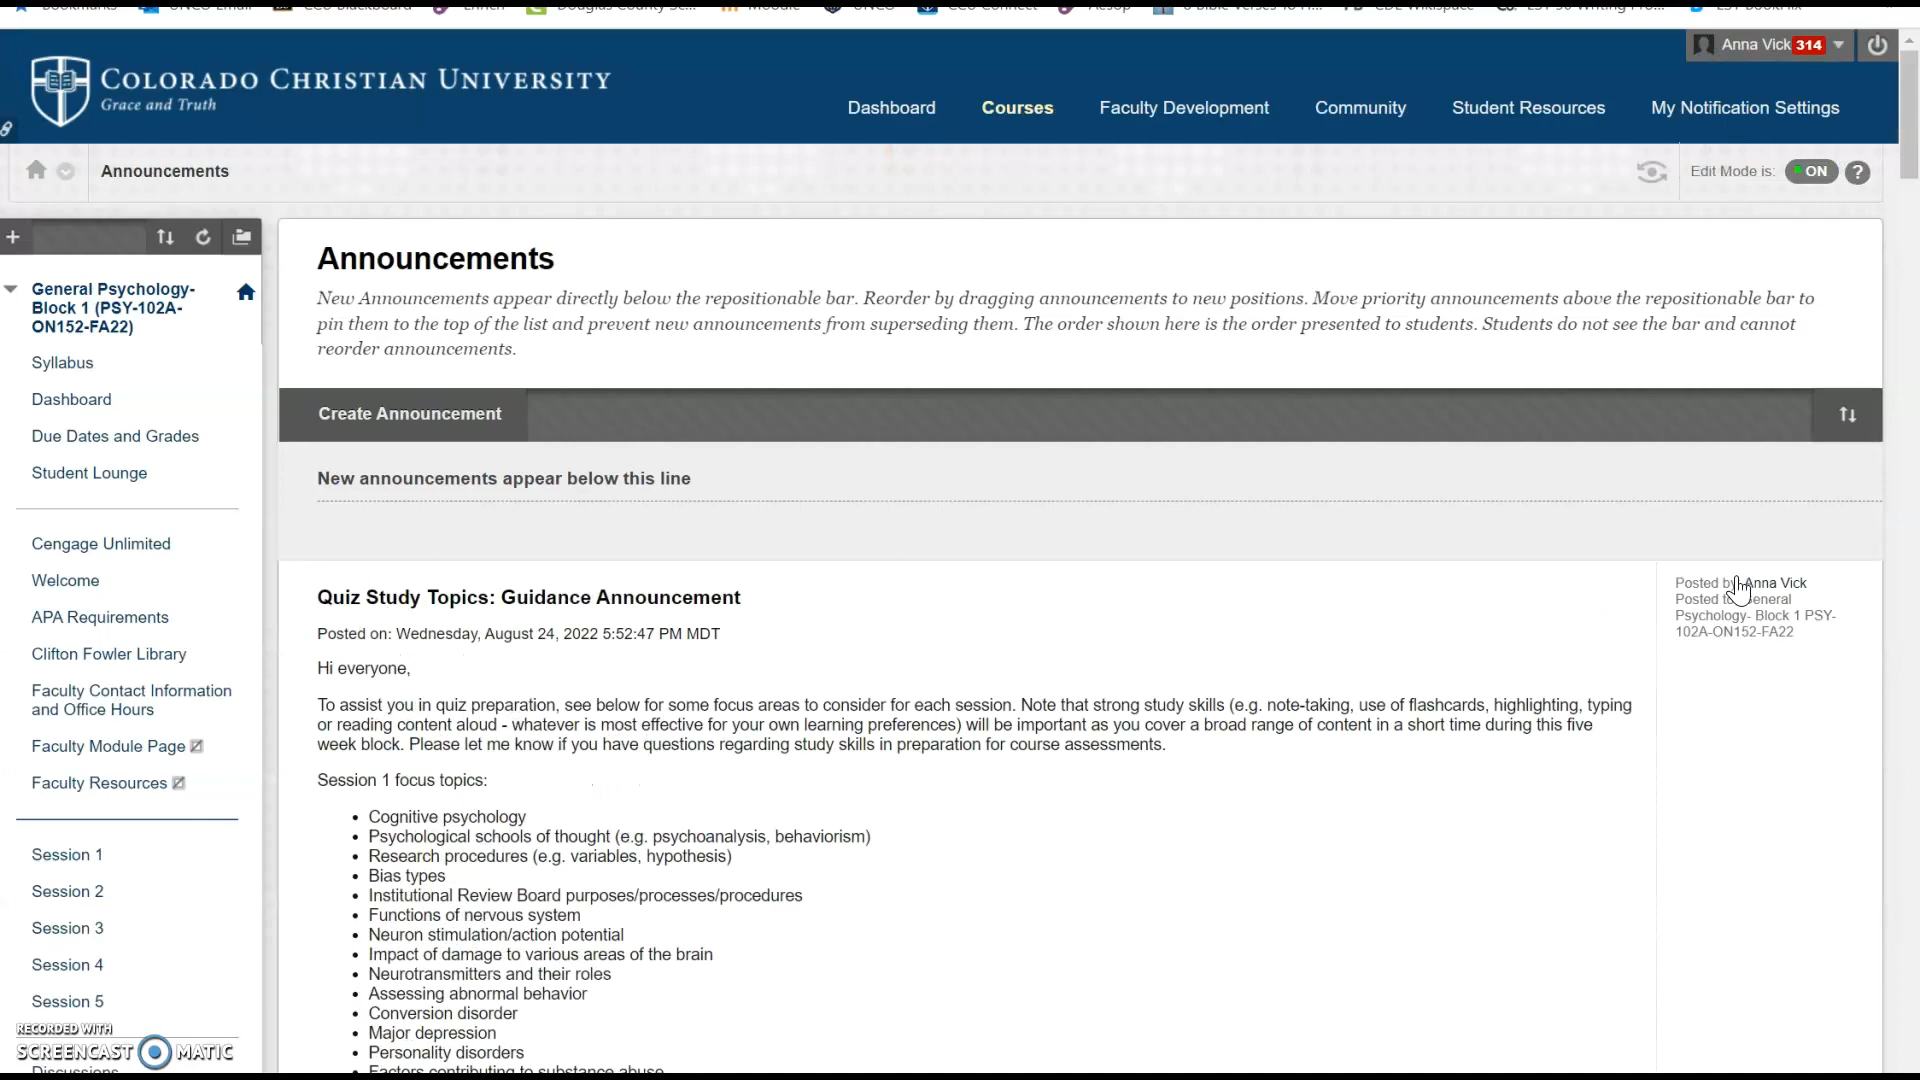 Anna Vick 314
COLORADO CHRISTIAN UNIVERSITY
Grace and Truth
Dashboard Courses Faculty Development Community Student Resources My Notification Settings
Announcements
Edit Mode is: ON ?
General Psychology-
Block 1 (PSY-102A-
ON152-FA22)
Syllabus
Dashboard
Due Dates and Grades
Student Lounge
Cengage Unlimited
Welcome
APA Requirements
Clifton Fowler Library
Faculty Contact Information
and Office Hours
Faculty Module Page
Faculty Resources
Session 1
Session 2
Session 3
Session 4
Session 5
RECORDED WITH
SCREENCAST MATIC
Announcements
New Announcements appear directly below the repositionable bar. Reorder by dragging announcements to new positions. Move priority announcements above the repositionable bar to
pin them to the top of the list and prevent new announcements from superseding them. The order shown here is the order presented to students. Students do not see the bar and cannot
reorder announcements.
Create Announcement
New announcements appear below this line
Quiz Study Topics: Guidance Announcement
Posted on: Wednesday, August 24, 2022 5:52:47 PM MDT
Hi everyone,
To assist you in quiz preparation, see below for some focus areas to consider for each session. Note that strong study skills (e.g. note-taking, use of flashcards, highlighting, typing
or reading content aloud - whatever is most effective for your own learning preferences) will be important as you cover a broad range of content in a short time during this five
week block. Please let me know if you have questions regarding study skills in preparation for course assessments.
Session 1 focus topics:
• Cognitive psychology
• Psychological schools of thought (e.g. psychoanalysis, behaviorism)
• Research procedures (e.g. variables, hypothesis)
• Bias types
• Institutional Review Board purposes/processes/procedures
• Functions of nervous system
• Neuron stimulation/action potential
• Impact of damage to various areas of the brain
• Neurotransmitters and their roles
• Assessing abnormal behavior
• Conversion disorder
• Major depression
• Personality disorders
• Factors contributing to substance abuse
Posted by: Anna Vick
Posted to: General
Psychology- Block 1 PSY-
102A-ON152-FA22